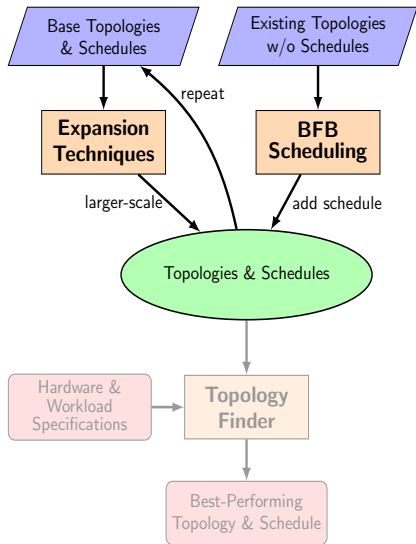 Base Topologies
& Schedules
Existing Topologies
w/o Schedules
repeat
Expansion
Techniques
BFB
Scheduling
larger-scale
add schedule
Topologies & Schedules
Hardware &
Workload
Specifications
Topology
Finder
Best-Performing
Topology & Schedule